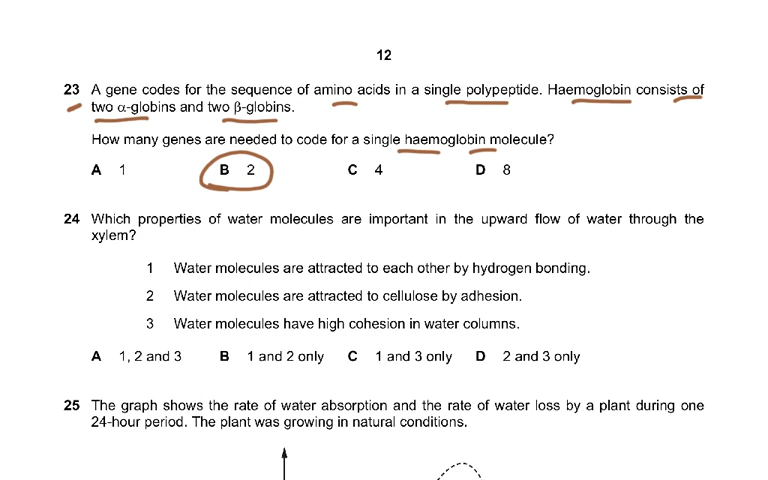 12
23 A gene codes for the sequence of amino acids in a single polypeptide. Haemoglobin consists of
two α-globins and two β-globins.
How many genes are needed to code for a single haemoglobin molecule?
A 1 B 2 C 4 D 8
24 Which properties of water molecules are important in the upward flow of water through the
xylem?
1 Water molecules are attracted to each other by hydrogen bonding.
2 Water molecules are attracted to cellulose by adhesion.
3 Water molecules have high cohesion in water columns.
A 1, 2 and 3 B 1 and 2 only C 1 and 3 only D 2 and 3 only
25 The graph shows the rate of water absorption and the rate of water loss by a plant during one
24-hour period. The plant was growing in natural conditions.